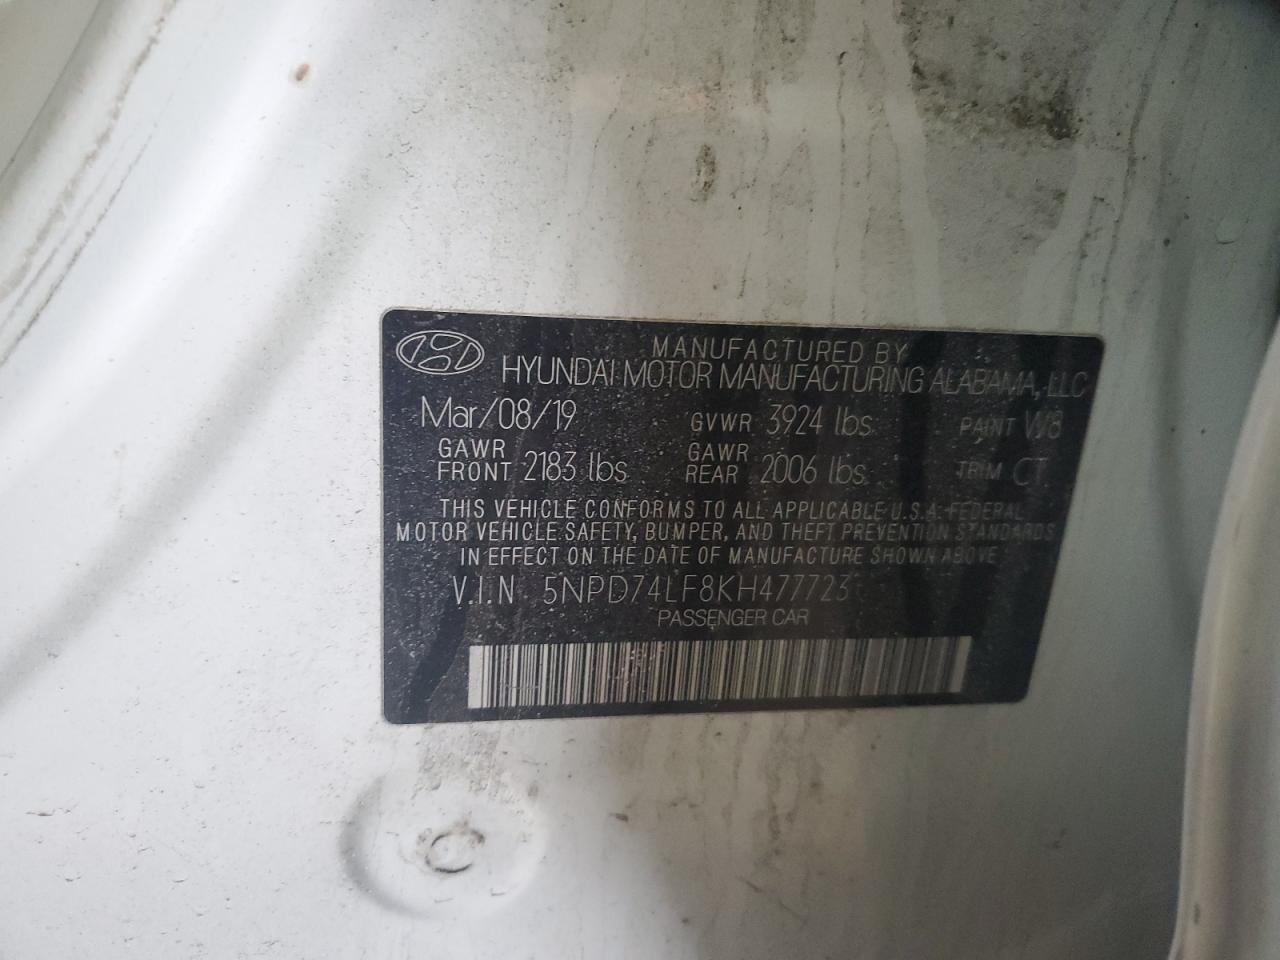 MANUFACTURED BY
HYUNDAI MOTOR MANUFACTURING ALABAMA, LLC
Mar/08/19 GVWR 3924 lbs PAINT W8
GAWR FRONT 2183 lbs GAWR REAR 2006 lbs TRIM CT
THIS VEHICLE CONFORMS TO ALL APPLICABLE U.S.A. FEDERAL
MOTOR VEHICLE SAFETY, BUMPER, AND THEFT PREVENTION STANDARDS
IN EFFECT ON THE DATE OF MANUFACTURE SHOWN ABOVE
V.I.N 5NPD74LF8KH477723
PASSENGER CAR